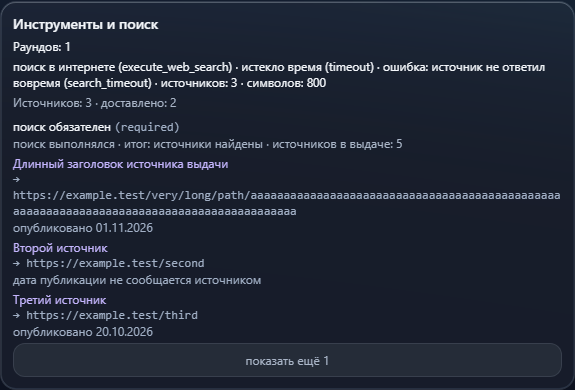 Инструменты и поиск
Раундов: 1
поиск в интернете (execute_web_search) · истекло время (timeout) · ошибка: источник не ответил
вовремя (search_timeout) · источников: 3 · символов: 800
Источников: 3 · доставлено: 2
поиск обязателен (required)
поиск выполнялся · итог: источники найдены · источников в выдаче: 5
Длинный заголовок источника выдачи
→
https://example.test/very/long/path/aaaaaaaaaaaaaaaaaaaaaaaaaaaaaaaaaaaaaaaaaaaaaaa
aaaaaaaaaaaaaaaaaaaaaaaaaaaaaaaaaaaaaaaaaaa
опубликовано 01.11.2026
Второй источник
→ https://example.test/second
дата публикации не сообщается источником
Третий источник
→ https://example.test/third
опубликовано 20.10.2026
показать ещё 1